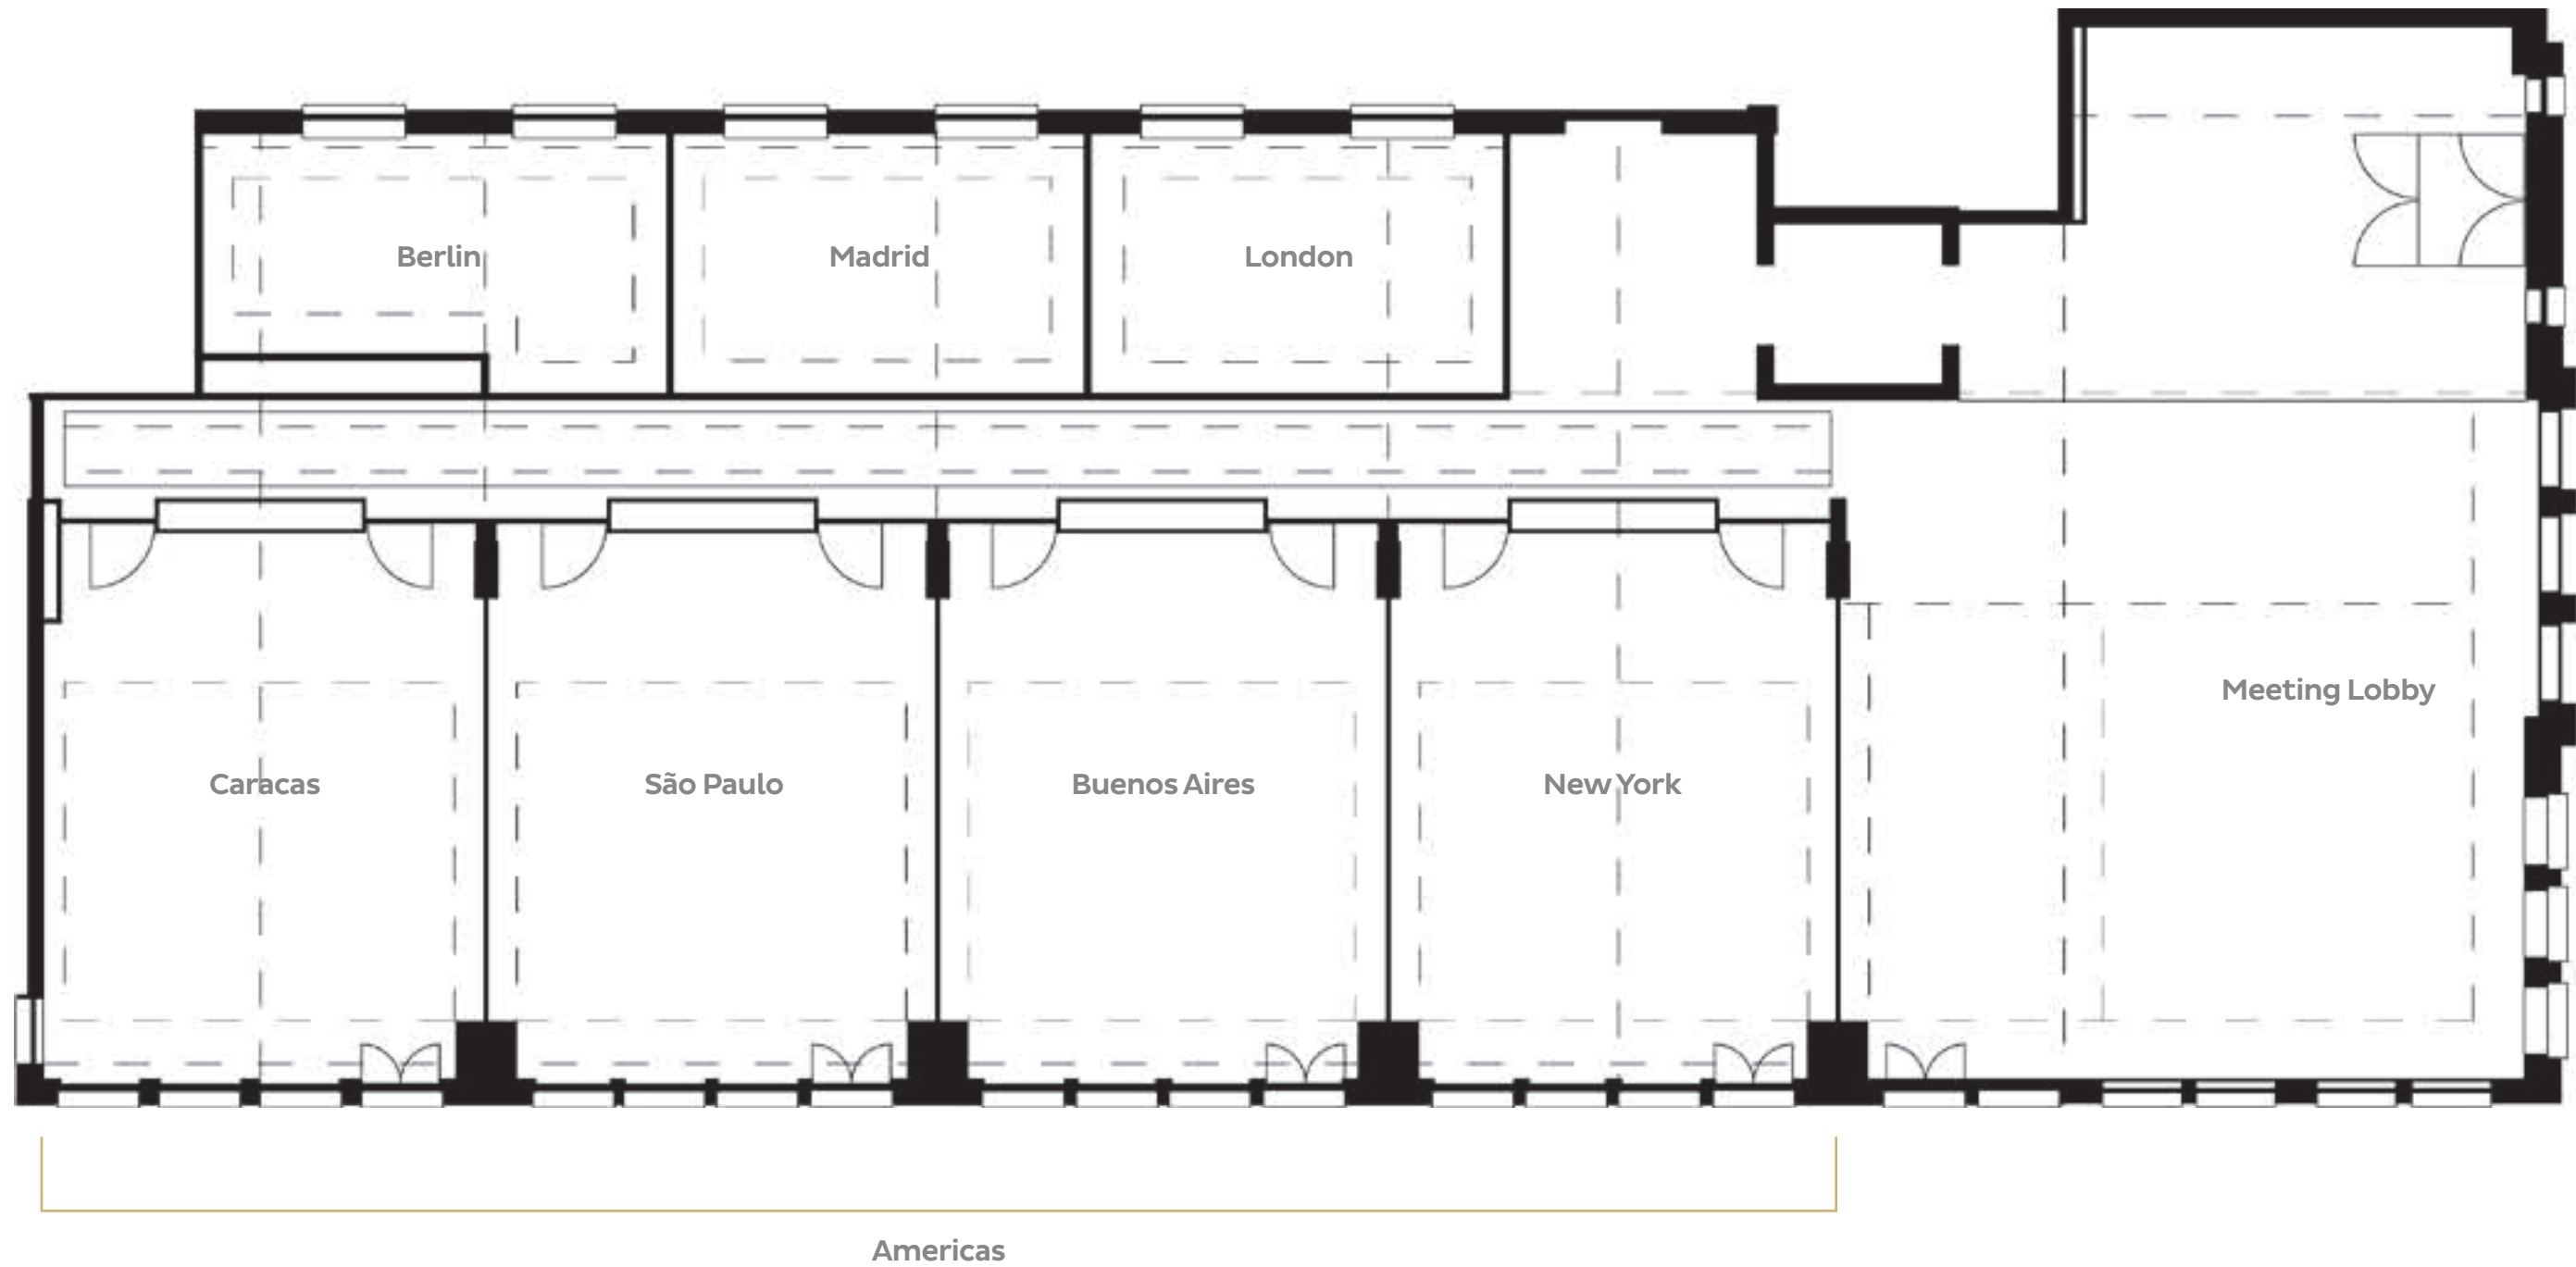 Berlin
Madrid
London
Meeting Lobby
Caracas
São Paulo
Buenos Aires
New York
Americas